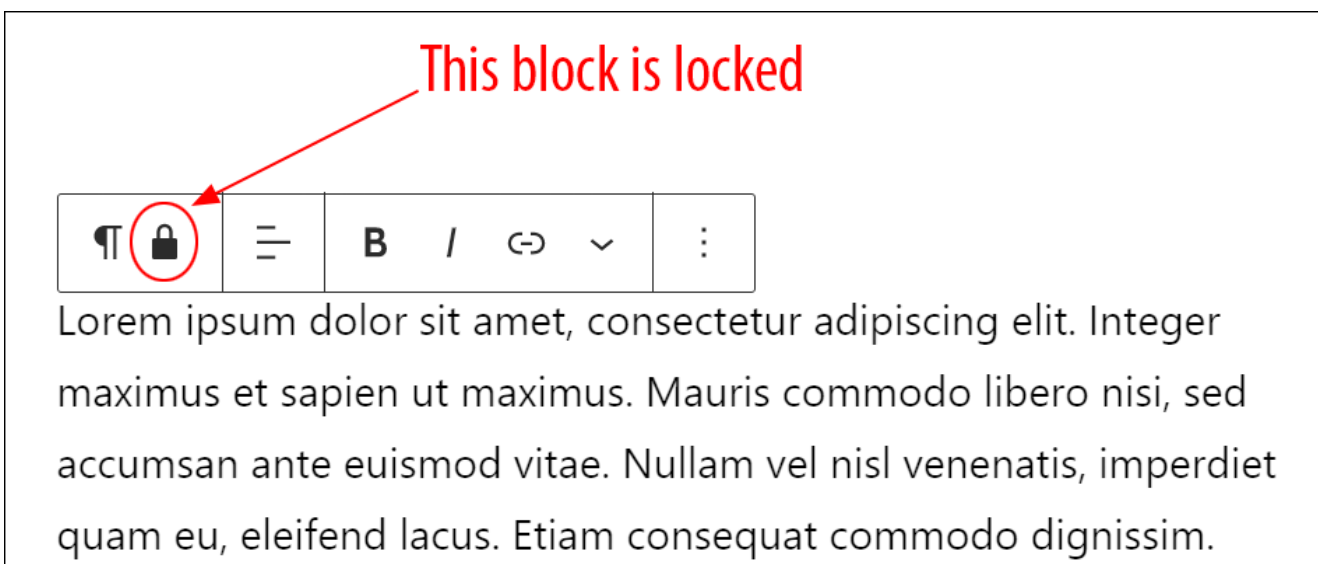 This block is locked
¶ B I
Lorem ipsum dolor sit amet, consectetur adipiscing elit. Integer
maximus et sapien ut maximus. Mauris commodo libero nisi, sed
accumsan ante euismod vitae. Nullam vel nisl venenatis, imperdiet
quam eu, eleifend lacus. Etiam consequat commodo dignissim.